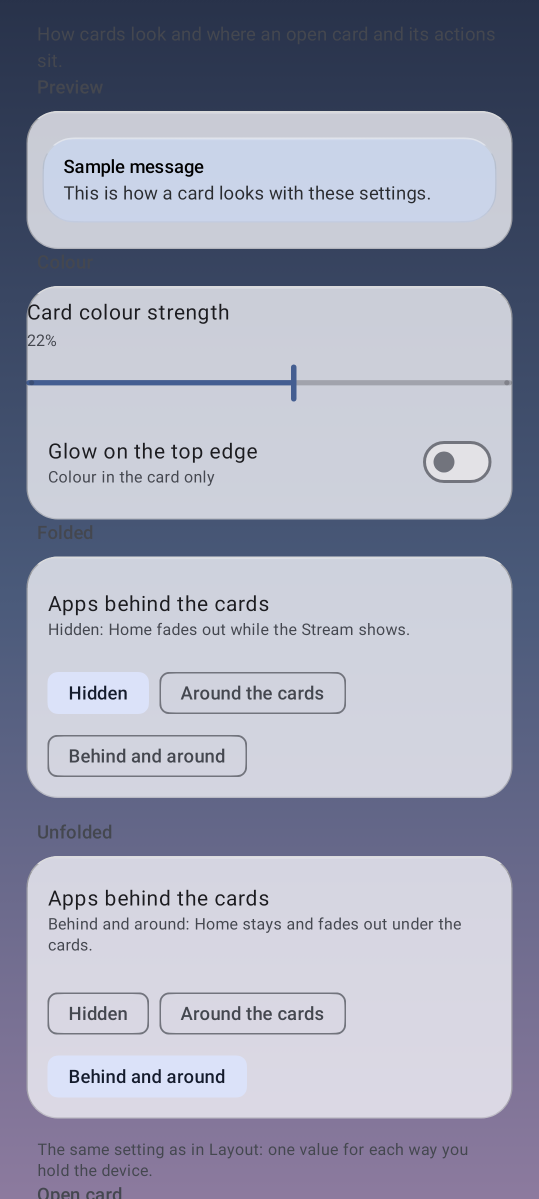 How cards look and where an open card and its actions
sit.
Preview
Sample message
This is how a card looks with these settings.
Colour
Card colour strength
22%
Glow on the top edge
Colour in the card only
Folded
Apps behind the cards
Hidden: Home fades out while the Stream shows.
Hidden
Around the cards
Behind and around
Unfolded
Apps behind the cards
Behind and around: Home stays and fades out under the
cards.
Hidden
Around the cards
Behind and around
The same setting as in Layout: one value for each way you
hold the device.
Open card